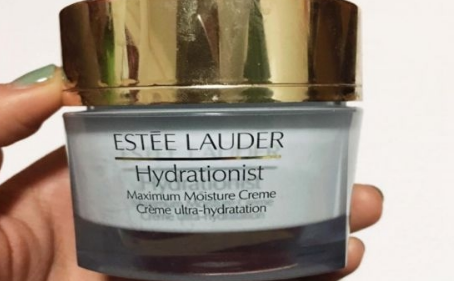 ESTĒE LAUDER
Hydrationist
Maximum Moisture Creme
Crème ultra-hydratation